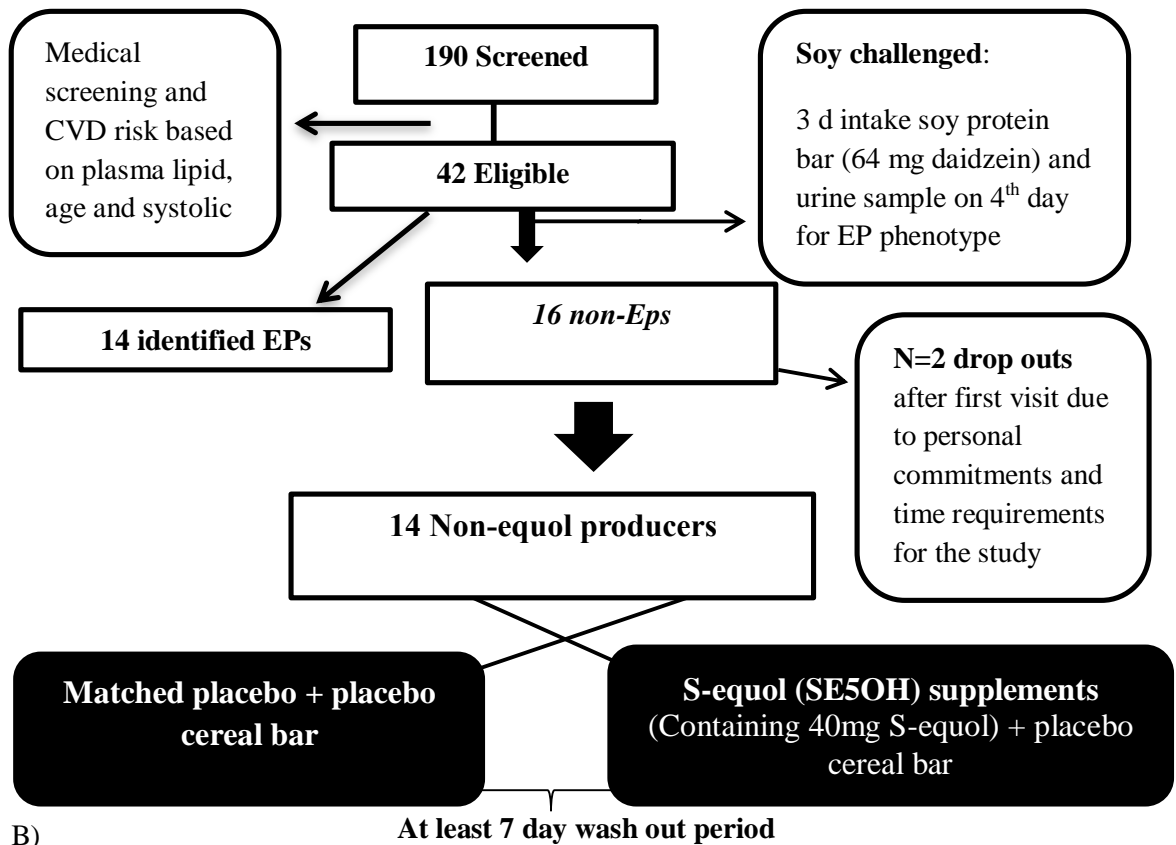 Medical
screening and
CVD risk based
on plasma lipid,
age and systolic
190 Screened
42 Eligible
Soy challenged:
3 d intake soy protein
bar (64 mg daidzein) and
urine sample on 4th day
for EP phenotype
14 identified EPs
16 non-Eps
N=2 drop outs
after first visit due
to personal
commitments and
time requirements
for the study
14 Non-equol producers
Matched placebo + placebo
cereal bar
S-equol (SE5OH) supplements
(Containing 40mg S-equol) + placebo
cereal bar
At least 7 day wash out period
B)